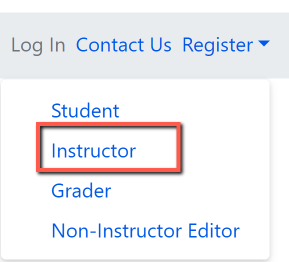 Log In Contact Us Register
Student
Instructor
Grader
Non-Instructor Editor